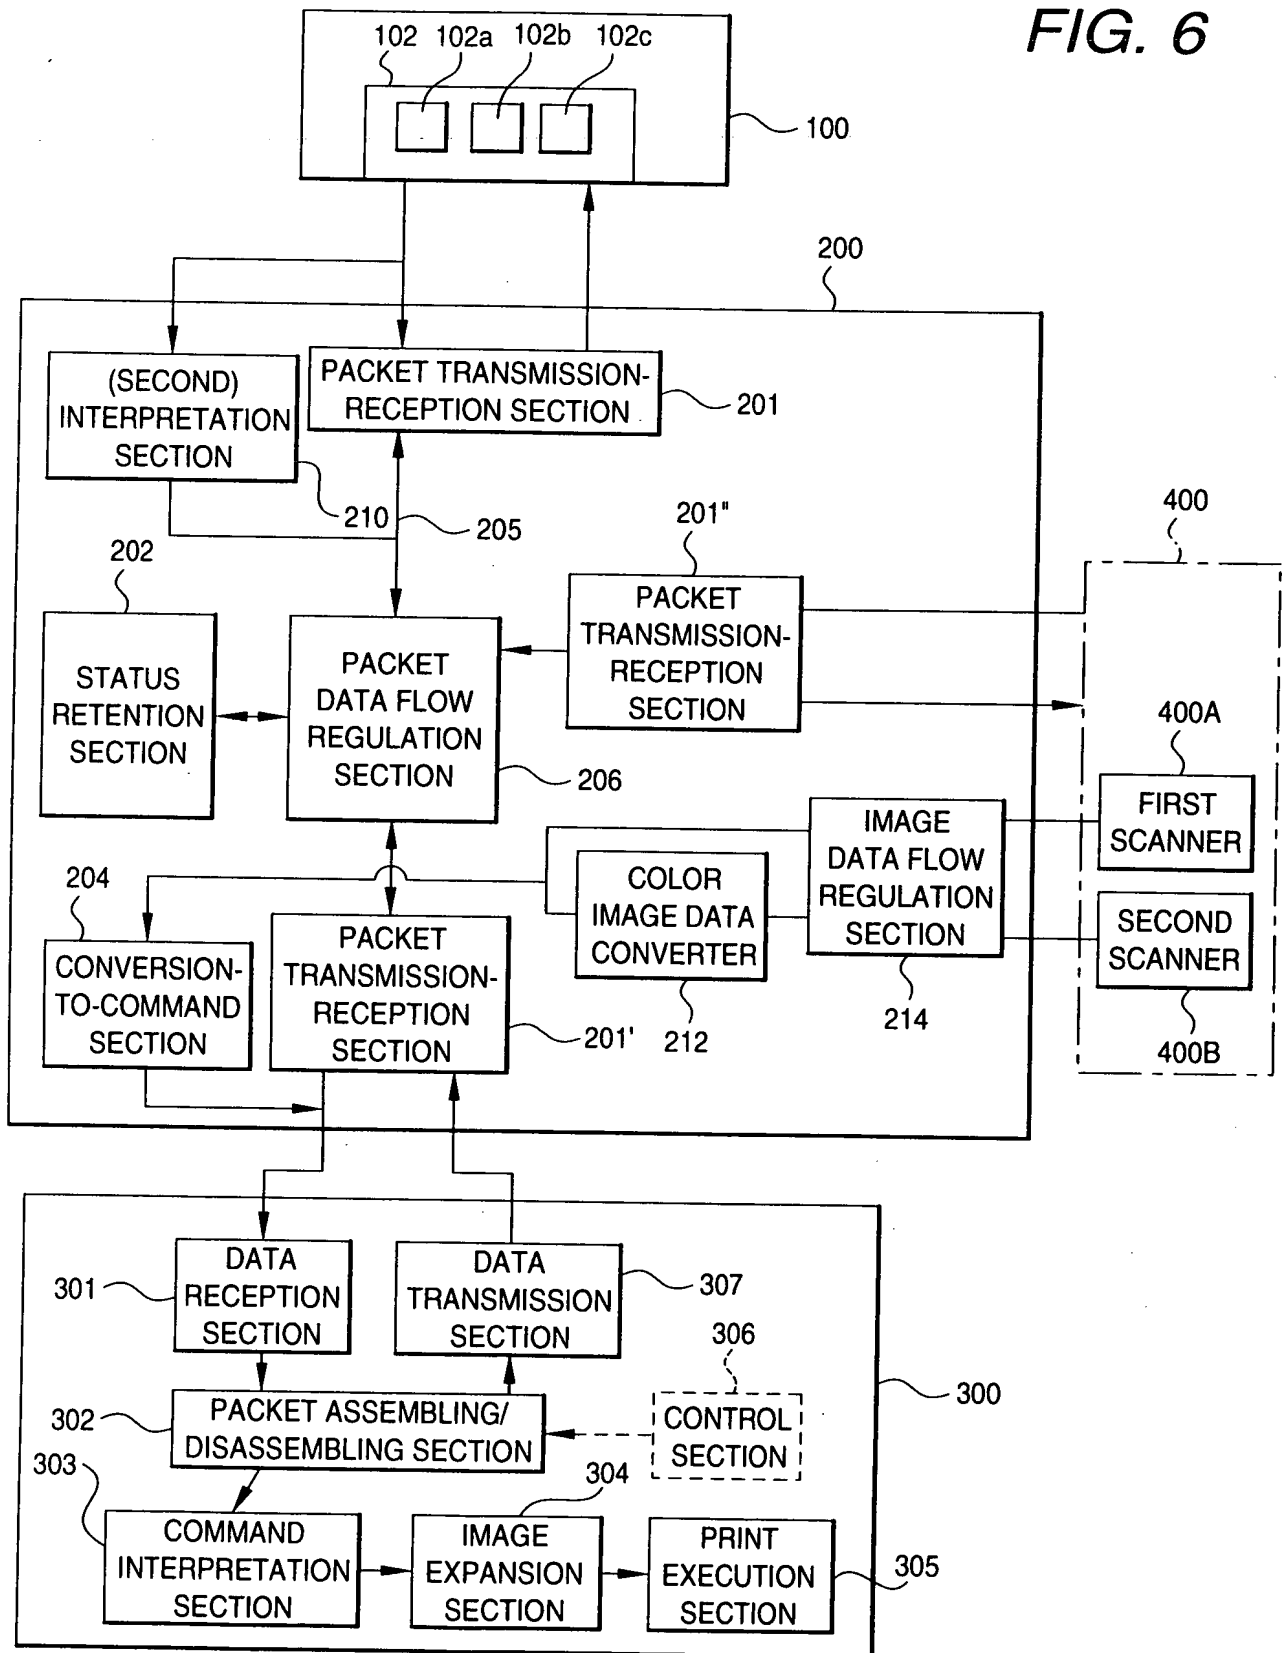 FIG. 6
102 102a 102b 102c
100
200
(SECOND)
INTERPRETATION
SECTION
210
PACKET TRANSMISSION-
RECEPTION SECTION
201
205
202
STATUS
RETENTION
SECTION
PACKET
DATA FLOW
REGULATION
SECTION
206
201"
PACKET
TRANSMISSION-
RECEPTION
SECTION
400
400A
FIRST
SCANNER
SECOND
SCANNER
400B
IMAGE
DATA FLOW
REGULATION
SECTION
214
COLOR
IMAGE DATA
CONVERTER
212
204
CONVERSION-
TO-COMMAND
SECTION
PACKET
TRANSMISSION-
RECEPTION
SECTION
201'
301
DATA
RECEPTION
SECTION
DATA
TRANSMISSION
SECTION
307
306
CONTROL
SECTION
300
302
PACKET ASSEMBLING/
DISASSEMBLING SECTION
303
COMMAND
INTERPRETATION
SECTION
304
IMAGE
EXPANSION
SECTION
PRINT
EXECUTION
SECTION
305